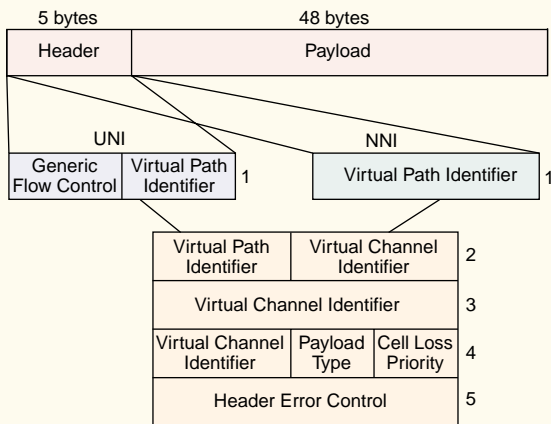 5 bytes
48 bytes
Header
Payload
UNI
NNI
Generic
Flow Control
Virtual Path
Identifier
1
Virtual Path Identifier
1
Virtual Path
Identifier
Virtual Channel
Identifier
2
Virtual Channel Identifier
3
Virtual Channel
Identifier
Payload
Type
Cell Loss
Priority
4
Header Error Control
5